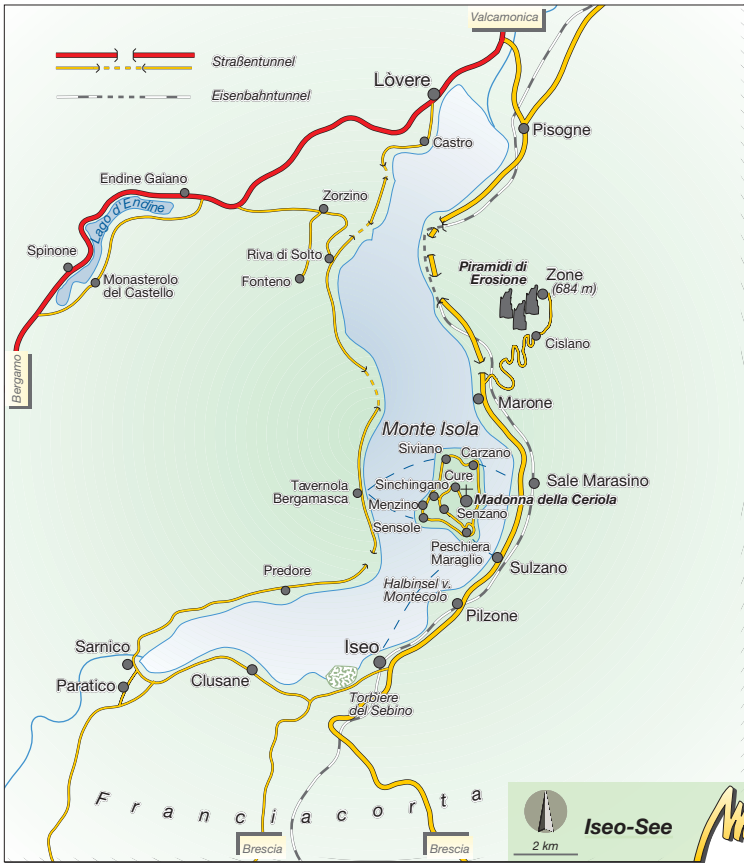 Valcamonica
Straßentunnel
Eisenbahntunnel
Lòvere
Pisogne
Castro
Endine Gaiano
Lago d'Endine
Zorzino
Spinone
Riva di Solto
Monasterolo
del Castello
Fonteno
Piramidi di
Erosione
Zone
(684 m)
Cislano
Bergamo
Marone
Monte Isola
Siviano
Carzano
Cure
Sinchingano
Tavernola
Bergamasca
Sale Marasino
Menzino
Madonna della Ceriola
Senzano
Sensole
Peschiera
Maraglio
Sulzano
Predore
Halbinsel v.
Montecolo
Pilzone
Sarnico
Iseo
Paratico
Clusane
Torbiere
del Sebino
Franciacorta
Brescia
Brescia
2 km
Iseo-See